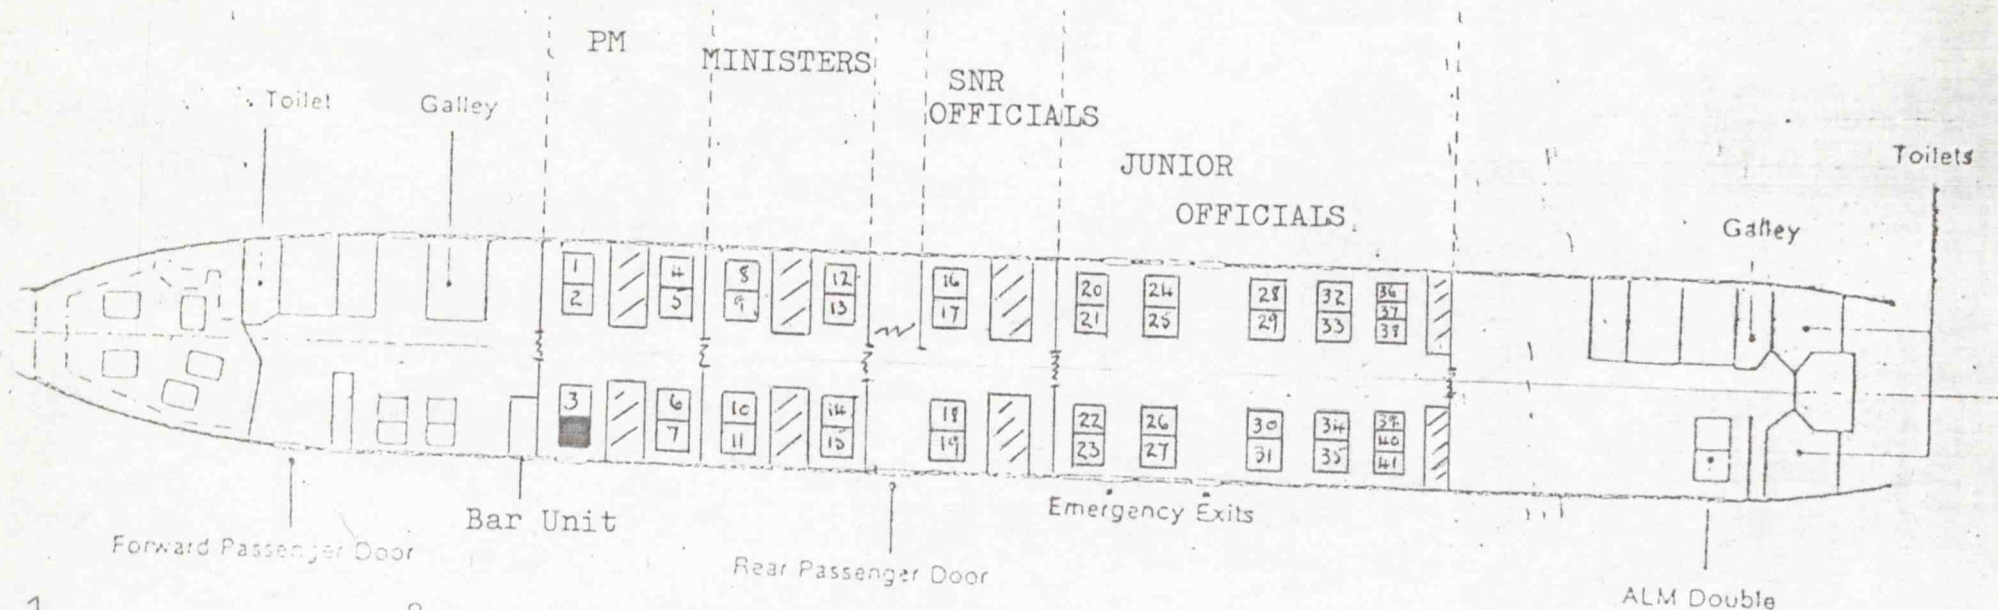 PM
MINISTERS
SNR
OFFICIALS
JUNIOR
OFFICIALS
Toilet
Galley
Toilets
Galley
1 4 8 12 16 20 24 28 32 36
37
2 5 9 13 17 21 25 29 33 38
3 6 10 14 18 22 26 30 34 39
40
7 11 15 19 23 27 31 35 41
Bar Unit
Emergency Exits
Forward Passenger Door
Rear Passenger Door
ALM Double
1